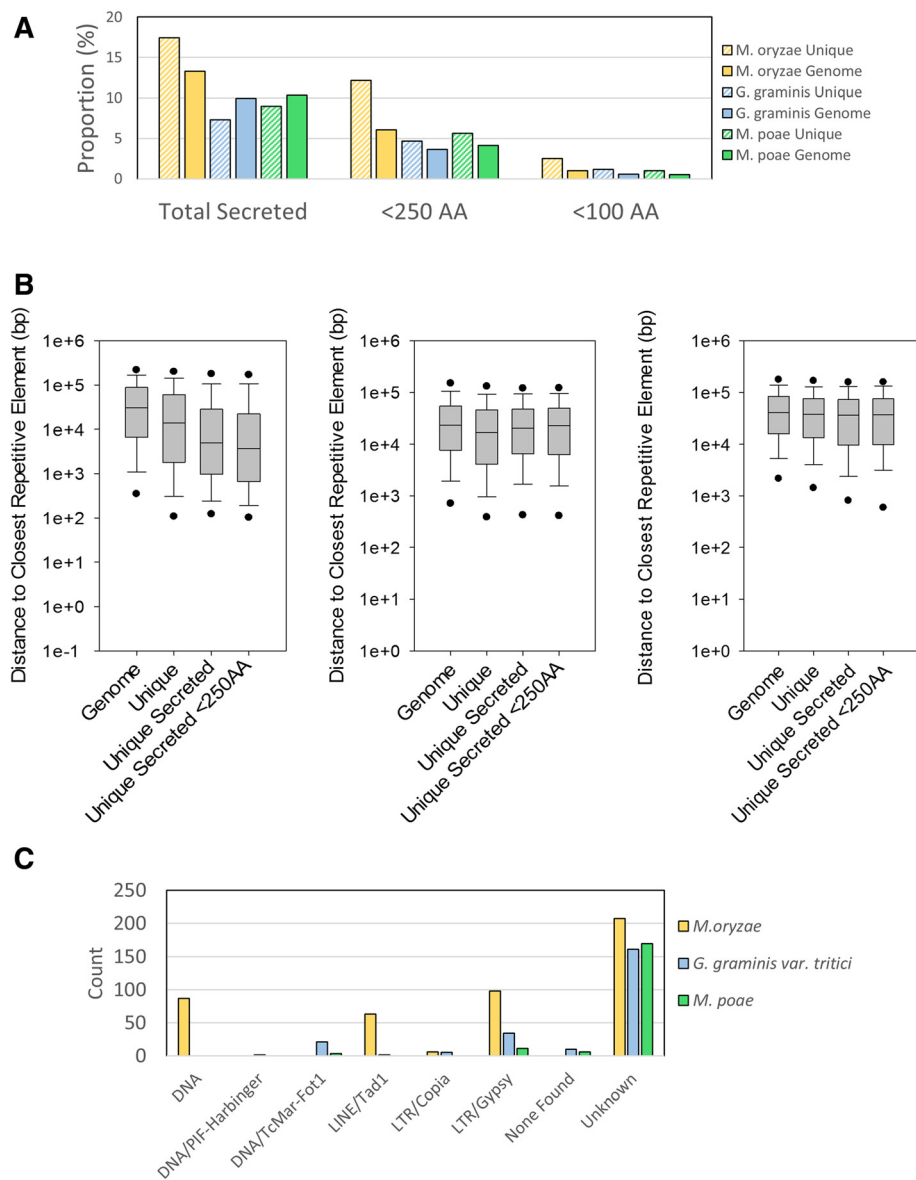 A
Proportion (%)
20
15
10
5
0
Total Secreted
<250 AA
<100 AA
M. oryzae Unique
M. oryzae Genome
G. graminis Unique
G. graminis Genome
M. poae Unique
M. poae Genome
B
Distance to Closest Repetitive Element (bp)
1e+6
1e+5
1e+4
1e+3
1e+2
1e+1
1e+0
1e-1
Genome
Unique
Unique Secreted
Unique Secreted <250AA
Distance to Closest Repetitive Element (bp)
1e+6
1e+5
1e+4
1e+3
1e+2
1e+1
1e+0
Genome
Unique
Unique Secreted
Unique Secreted <250AA
Distance to Closest Repetitive Element (bp)
1e+6
1e+5
1e+4
1e+3
1e+2
1e+1
1e+0
Genome
Unique
Unique Secreted
Unique Secreted <250AA
C
Count
250
200
150
100
50
0
DNA
DNA/PIF-Harbinger
DNA/TcMar-Fot1
LINE/Tad1
LTR/Copia
LTR/Gypsy
None Found
Unknown
M.oryzae
G. graminis var. tritici
M. poae